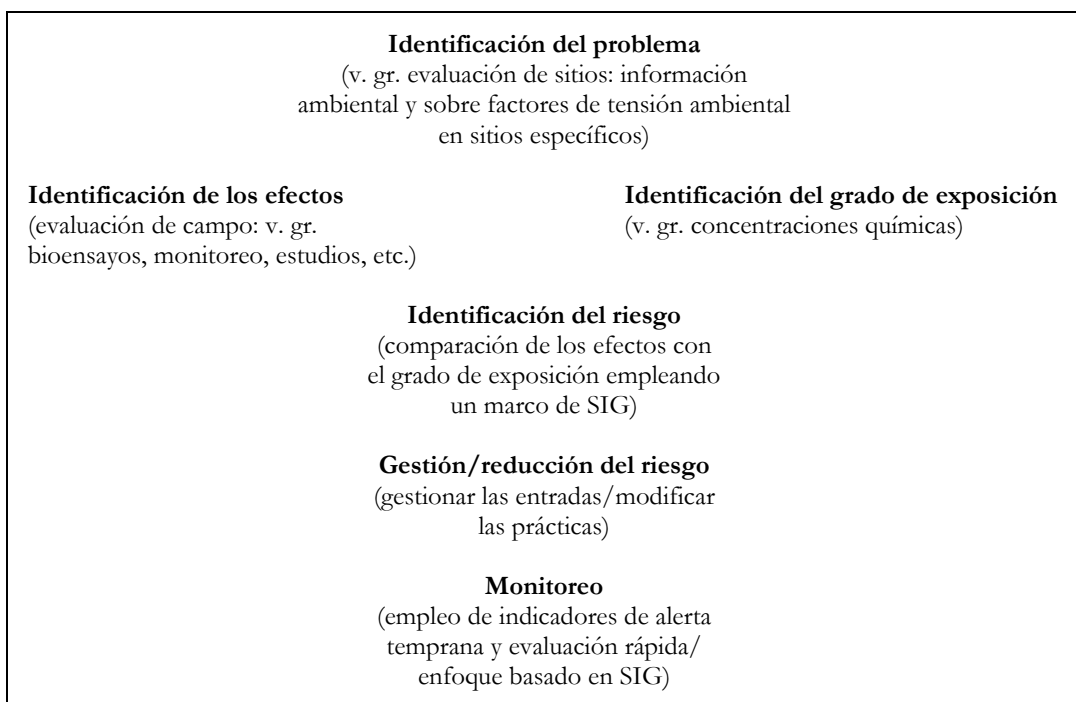 Identificación del problema
(v. gr. evaluación de sitios: información
ambiental y sobre factores de tensión ambiental
en sitios específicos)
Identificación de los efectos
(evaluación de campo: v. gr.
bioensayos, monitoreo, estudios, etc.)
Identificación del grado de exposición
(v. gr. concentraciones químicas)
Identificación del riesgo
(comparación de los efectos con
el grado de exposición empleando
un marco de SIG)
Gestión/reducción del riesgo
(gestionar las entradas/modificar
las prácticas)
Monitoreo
(empleo de indicadores de alerta
temprana y evaluación rápida/
enfoque basado en SIG)